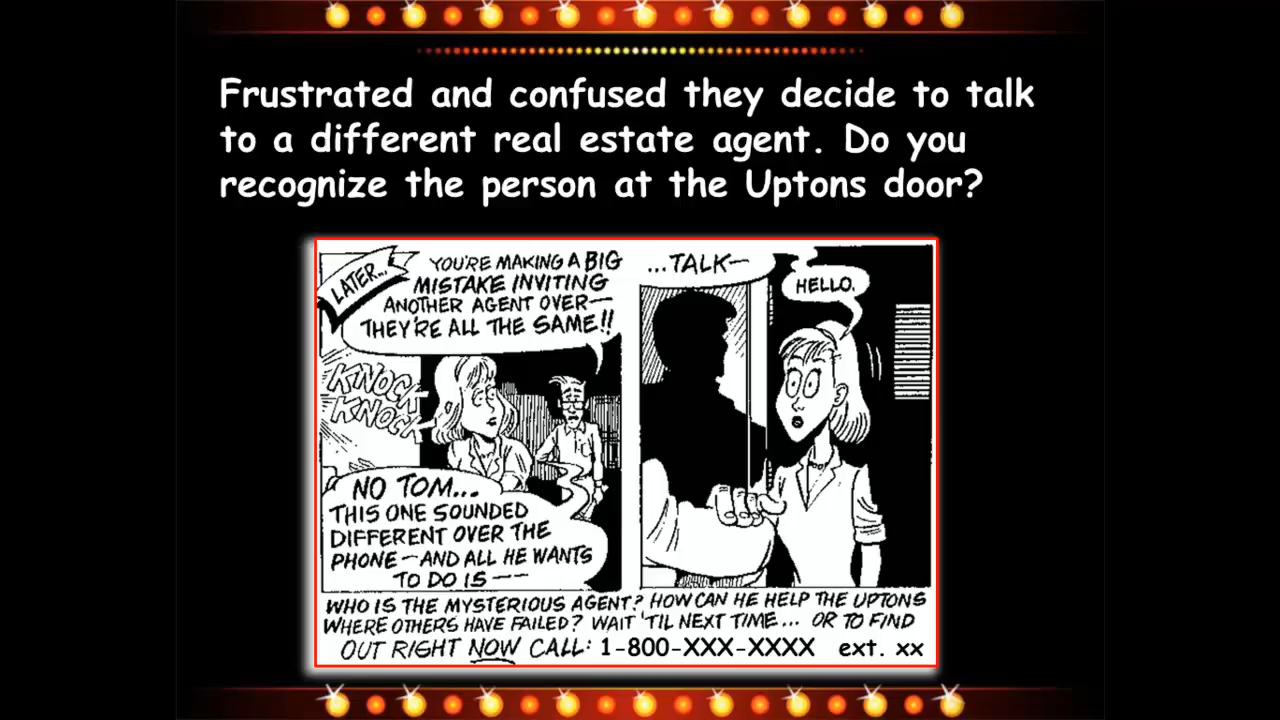 Frustrated and confused they decide to talk
to a different real estate agent. Do you
recognize the person at the Uptons door?
LATER...
YOU'RE MAKING A BIG
MISTAKE INVITING
ANOTHER AGENT OVER—
THEY'RE ALL THE SAME!!
KNOCK
KNOCK
NO TOM...
THIS ONE SOUNDED
DIFFERENT OVER THE
PHONE—AND ALL HE WANTS
TO DO IS——
...TALK—
HELLO.
WHO IS THE MYSTERIOUS AGENT? HOW CAN HE HELP THE UPTONS
WHERE OTHERS HAVE FAILED? WAIT 'TIL NEXT TIME... OR TO FIND
OUT RIGHT NOW CALL: 1-800-XXX-XXXX ext. xx